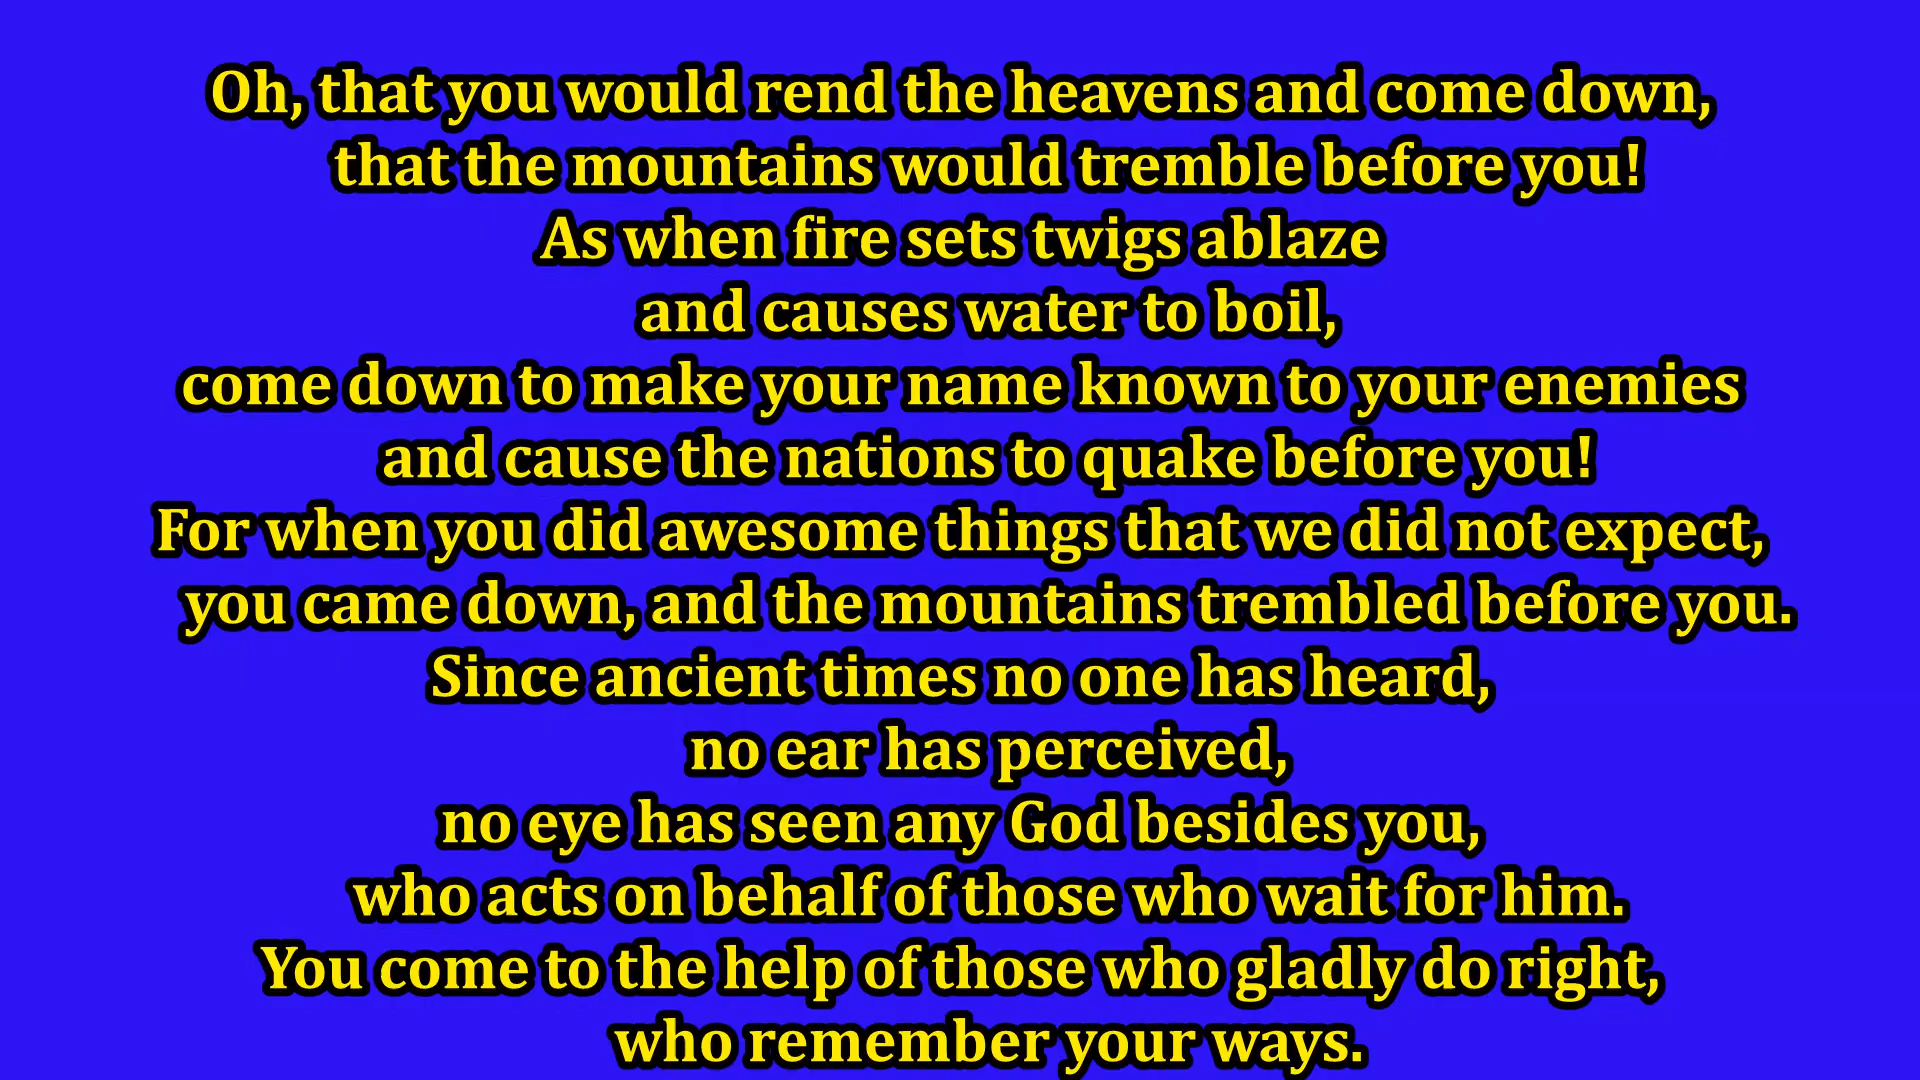 Oh, that you would rend the heavens and come down,
that the mountains would tremble before you!
As when fire sets twigs ablaze
and causes water to boil,
come down to make your name known to your enemies
and cause the nations to quake before you!
For when you did awesome things that we did not expect,
you came down, and the mountains trembled before you.
Since ancient times no one has heard,
no ear has perceived,
no eye has seen any God besides you,
who acts on behalf of those who wait for him.
You come to the help of those who gladly do right,
who remember your ways.